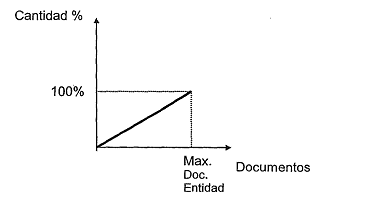 Cantidad %
100%
Max.
Doc.
Entidad
Documentos